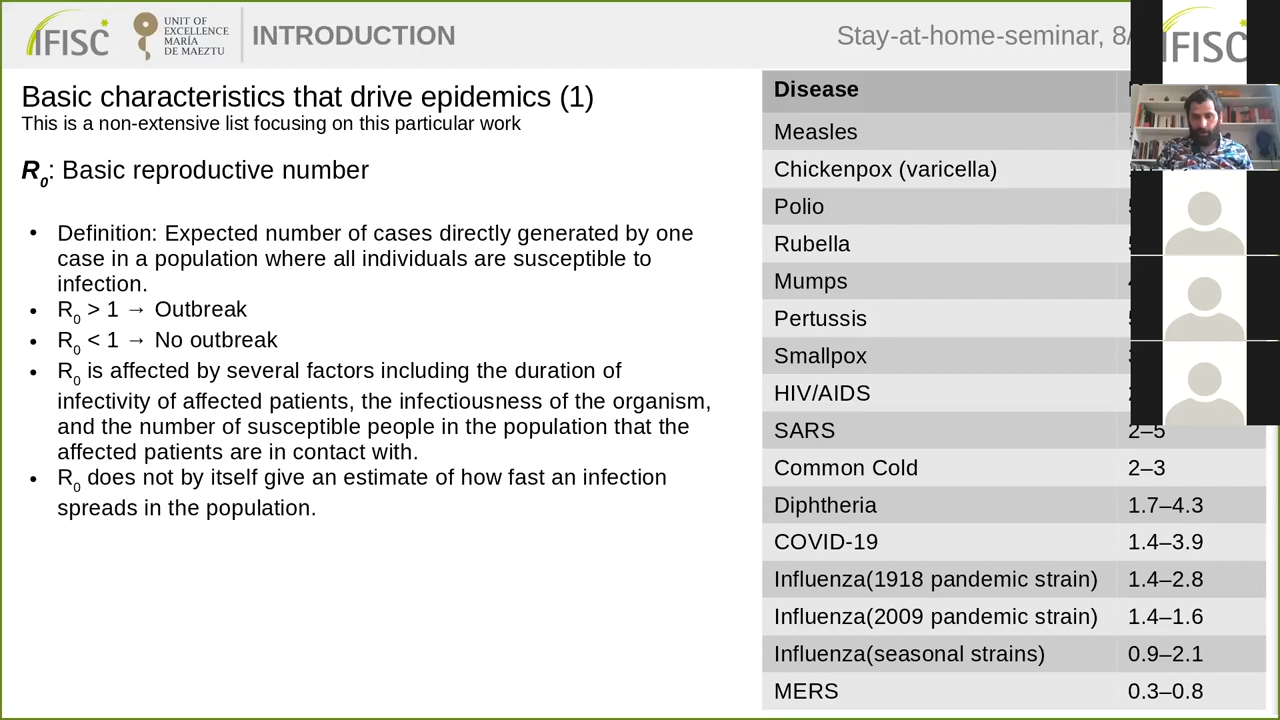 IFISC
UNIT OF
EXCELLENCE
MARÍA
DE MAEZTU
INTRODUCTION
Stay-at-home-seminar, 8/
IFISC
Basic characteristics that drive epidemics (1)
This is a non-extensive list focusing on this particular work
R0: Basic reproductive number
• Definition: Expected number of cases directly generated by one
case in a population where all individuals are susceptible to
infection.
• R0 > 1 → Outbreak
• R0 < 1 → No outbreak
• R0 is affected by several factors including the duration of
infectivity of affected patients, the infectiousness of the organism,
and the number of susceptible people in the population that the
affected patients are in contact with.
• R0 does not by itself give an estimate of how fast an infection
spreads in the population.
Disease
Measles
Chickenpox (varicella)
Polio
Rubella
Mumps
Pertussis
Smallpox
HIV/AIDS
SARS 2–5
Common Cold 2–3
Diphtheria 1.7–4.3
COVID-19 1.4–3.9
Influenza(1918 pandemic strain) 1.4–2.8
Influenza(2009 pandemic strain) 1.4–1.6
Influenza(seasonal strains) 0.9–2.1
MERS 0.3–0.8